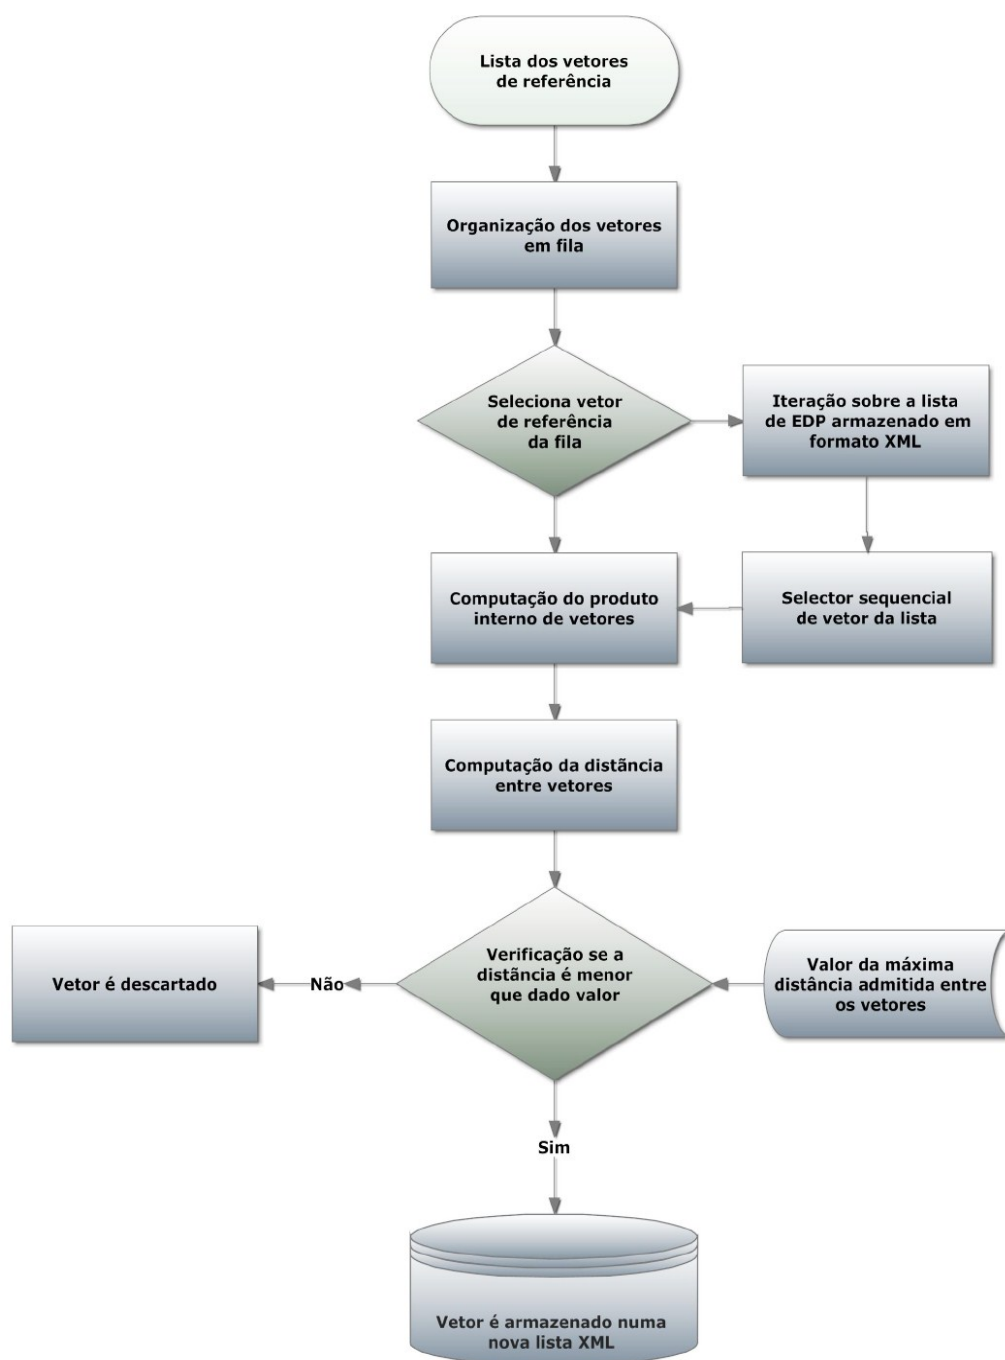 Lista dos vetores
de referência
Organização dos vetores
em fila
Seleciona vetor
de referência
da fila
Iteração sobre a lista
de EDP armazenado em
formato XML
Computação do produto
interno de vetores
Selector sequencial
de vetor da lista
Computação da distãncia
entre vetores
Vetor é descartado
Não
Verificação se a
distãncia é menor
que dado valor
Valor da máxima
distância admitida entre
os vetores
Sim
Vetor é armazenado numa
nova lista XML